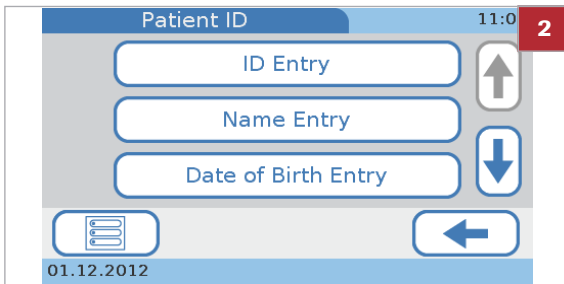 Patient ID
11:0
2
ID Entry
Name Entry
Date of Birth Entry
01.12.2012